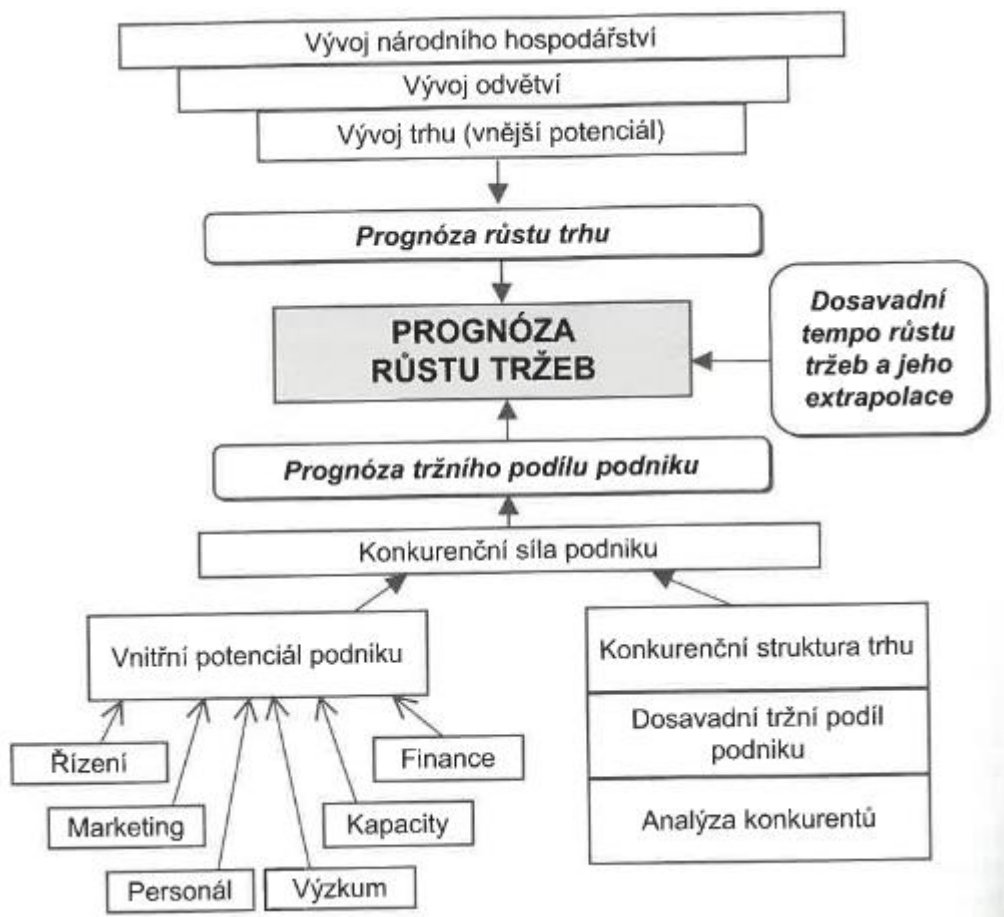 Vývoj národního hospodářství
Vývoj odvětví
Vývoj trhu (vnější potenciál)
Prognóza růstu trhu
PROGNÓZA
RŮSTU TRŽEB
Dosavadní
tempo růstu
tržeb a jeho
extrapolace
Prognóza tržního podílu podniku
Konkurenční síla podniku
Vnitřní potenciál podniku
Řízení
Marketing
Personál
Výzkum
Kapacity
Finance
Konkurenční struktura trhu
Dosavadní tržní podíl
podniku
Analýza konkurentů